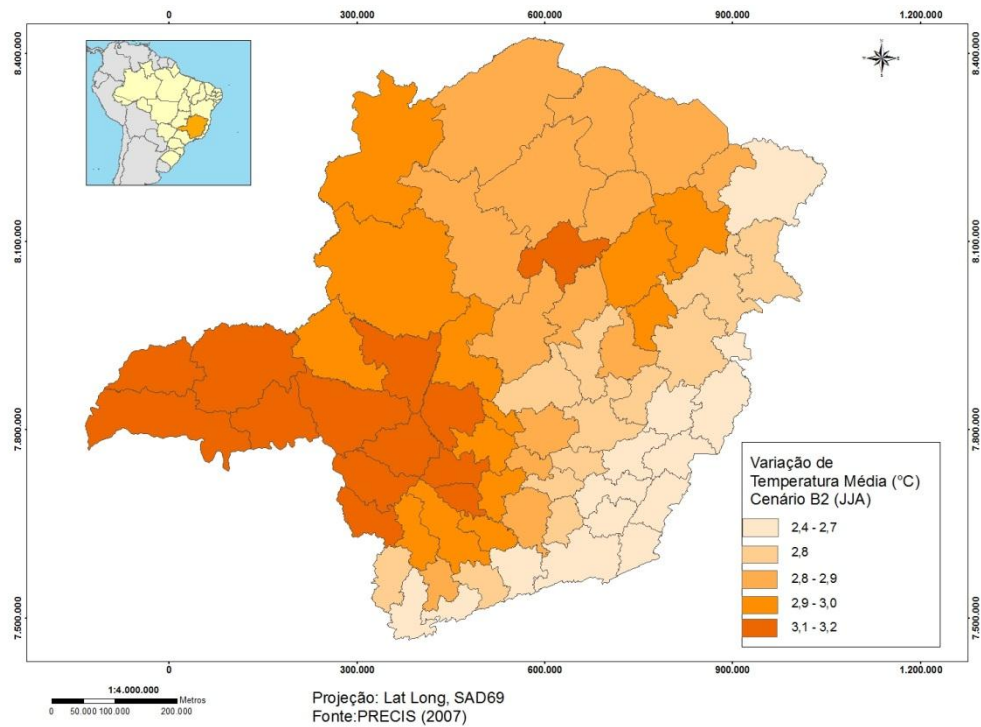 0 300.000 600.000 900.000 1.200.000
8.400.000 8.400.000
8.100.000 8.100.000
7.800.000 7.800.000
7.500.000 7.500.000
Variação de
Temperatura Média (°C)
Cenário B2 (JJA)
2,4 - 2,7
2,8
2,8 - 2,9
2,9 - 3,0
3,1 - 3,2
0 300.000 600.000 900.000 1.200.000
1:4.000.000
Metros
0 50.000 100.000 200.000
Projeção: Lat Long, SAD69
Fonte:PRECIS (2007)